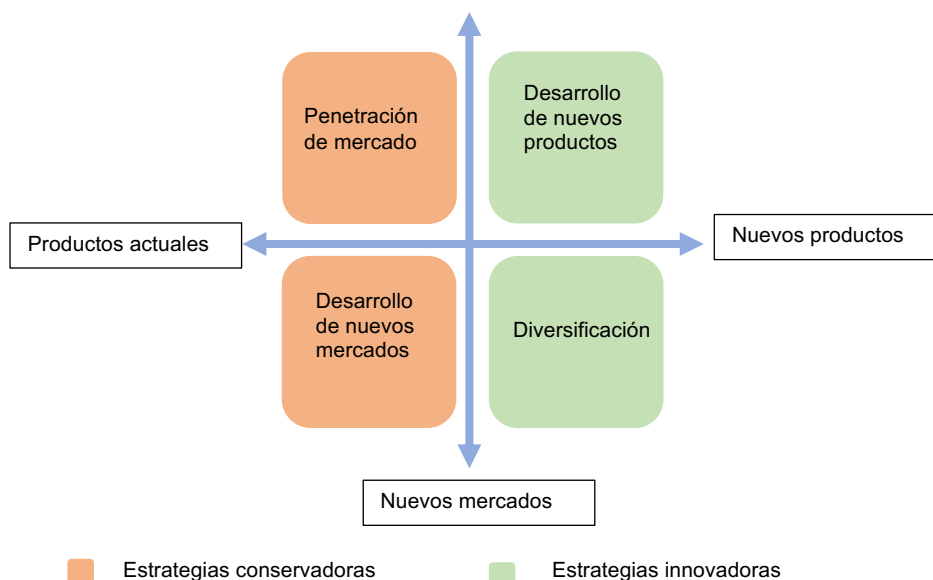 Penetración
de mercado
Desarrollo
de nuevos
productos
Productos actuales
Nuevos productos
Desarrollo
de nuevos
mercados
Diversificación
Nuevos mercados
Estrategias conservadoras
Estrategias innovadoras